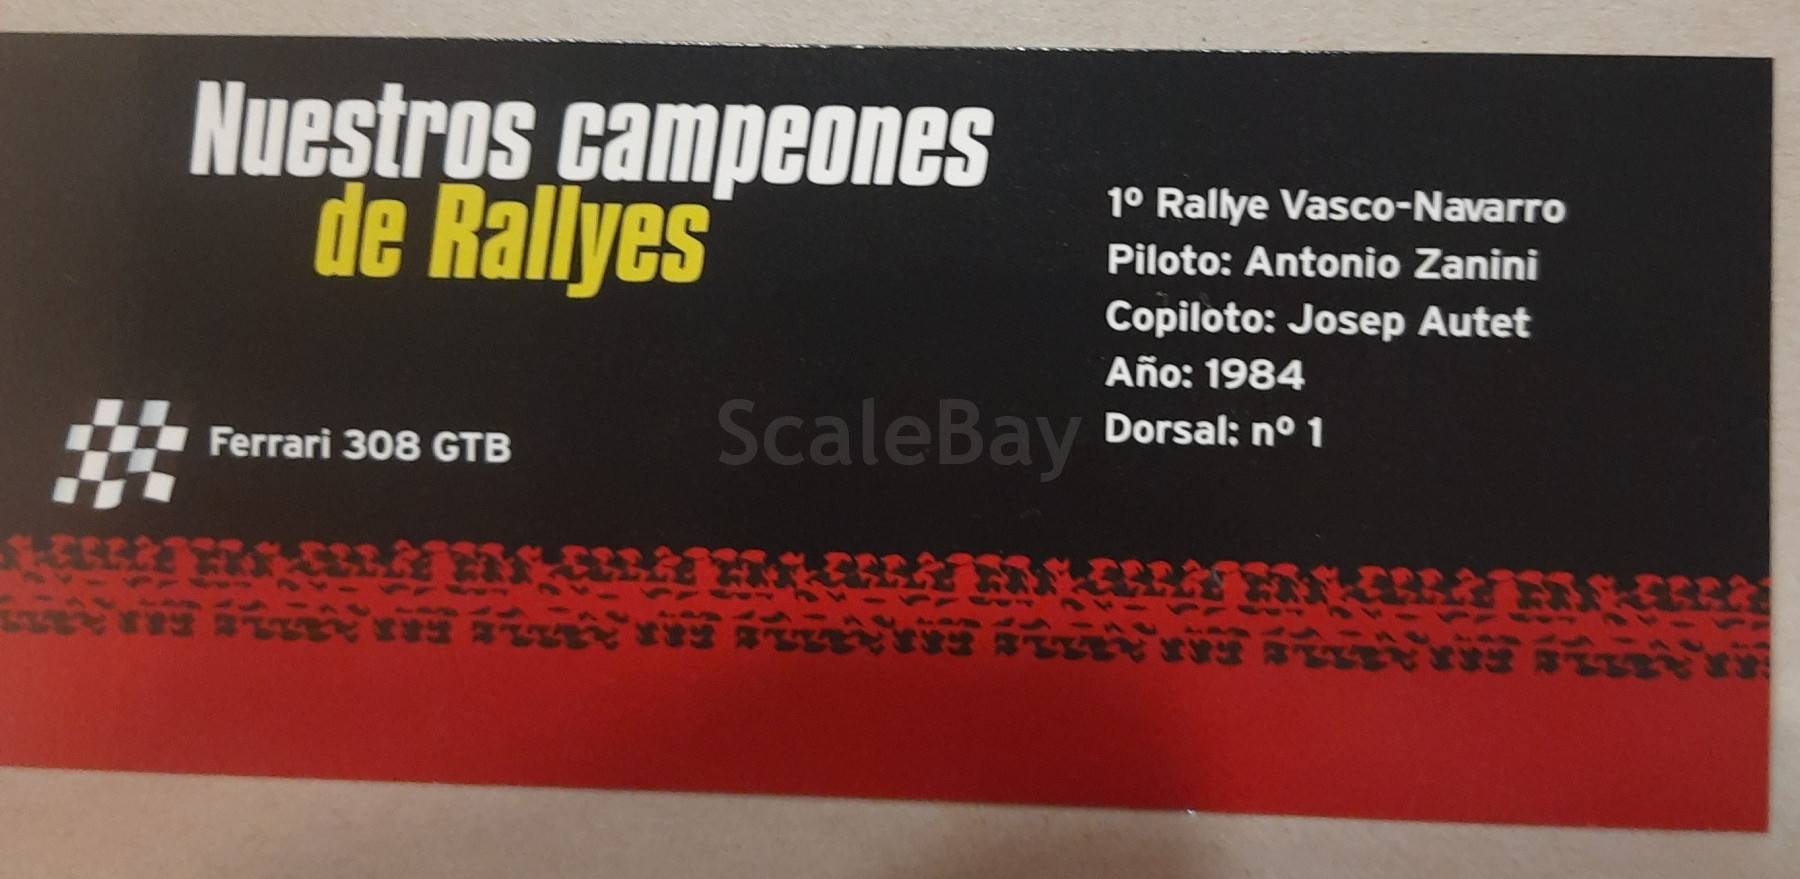 Nuestros campeones
de Rallyes
1º Rallye Vasco-Navarro
Piloto: Antonio Zanini
Copiloto: Josep Autet
Año: 1984
Dorsal: nº 1
Ferrari 308 GTB
ScaleBay